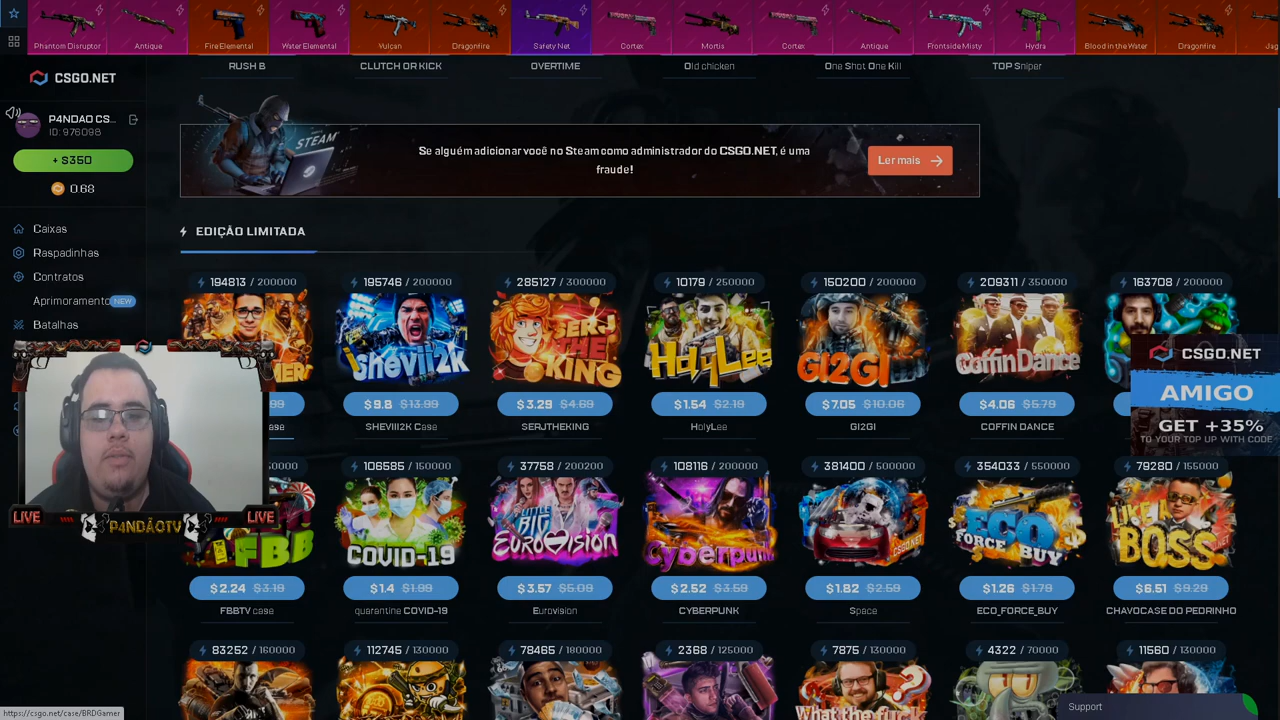 Phantom Disruptor Antique Fire Elemental Water Elemental Vulcan Dragonfire Safety Net Cortex Mortis Cortex Antique Frontside Misty Hydra Blood in the Water Dragonfire
CSGO.NET
RUSH B CLUTCH OR KICK OVERTIME Old chicken One Shot One Kill TOP Sniper
P4NDAO CS...
ID: 976098
+ $350
0.68
Se alguém adicionar você no Steam como administrador do CSGO.NET, é uma
fraude!
Ler mais
STEAM
Caixas
Raspadinhas
Contratos
Aprimoramento NEW
Batalhas
EDIÇÃO LIMITADA
194813 / 200000 195746 / 200000 285127 / 300000 10179 / 250000 150200 / 200000 209311 / 350000 163708 / 200000
shevii2k
SERJ
THE
KING
HolyLee
GI2GI
CoffinDance
$ 9.8 $ 13.99 $ 3.29 $ 4.69 $ 1.54 $ 2.19 $ 7.05 $ 10.06 $ 4.06 $ 5.79
SHEVII2K Case SERJTHEKING HolyLee GI2GI COFFIN DANCE
CSGO.NET
AMIGO
GET +35%
TO YOUR TOP UP WITH CODE
106585 / 150000 37758 / 200200 108116 / 200000 381400 / 500000 354033 / 550000 79280 / 155000
FBB
COVID-19
LITTLE
BIG
EUROVISION
Cyberpunk
CSGO.NET
ECO
FORCE BUY
LIKE A
BOSS
LIVE P4NDÃOTV LIVE
$ 2.24 $ 3.18 $ 1.4 $ 1.99 $ 3.57 $ 5.09 $ 2.52 $ 3.59 $ 1.82 $ 2.59 $ 1.26 $ 1.79 $ 6.51 $ 9.29
FBBTV case quarantine COVID-19 Eurovision CYBERPUNK Space ECO_FORCE_BUY CHAVOCASE DO PEDRINHO
83252 / 160000 112745 / 130000 78465 / 180000 2368 / 125000 7875 / 130000 4322 / 70000 11560 / 130000
What the fuck
Support
https://csgo.net/case/BRDGamer